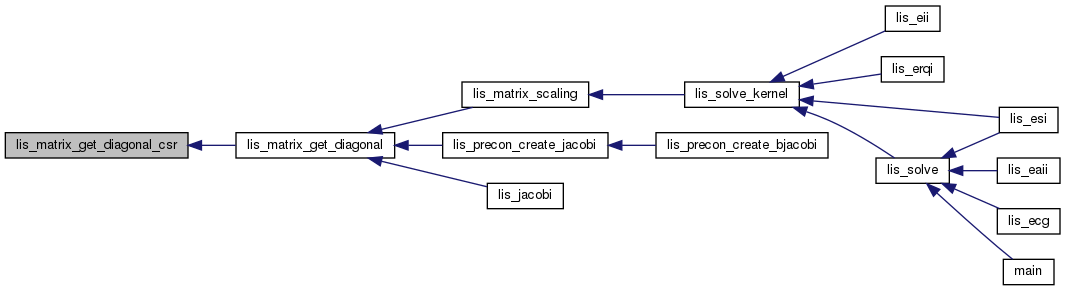 lis_eii
lis_erqi
lis_matrix_scaling
lis_solve_kernel
lis_esi
lis_matrix_get_diagonal_csr
lis_matrix_get_diagonal
lis_precon_create_jacobi
lis_precon_create_bjacobi
lis_solve
lis_eaii
lis_jacobi
lis_ecg
main